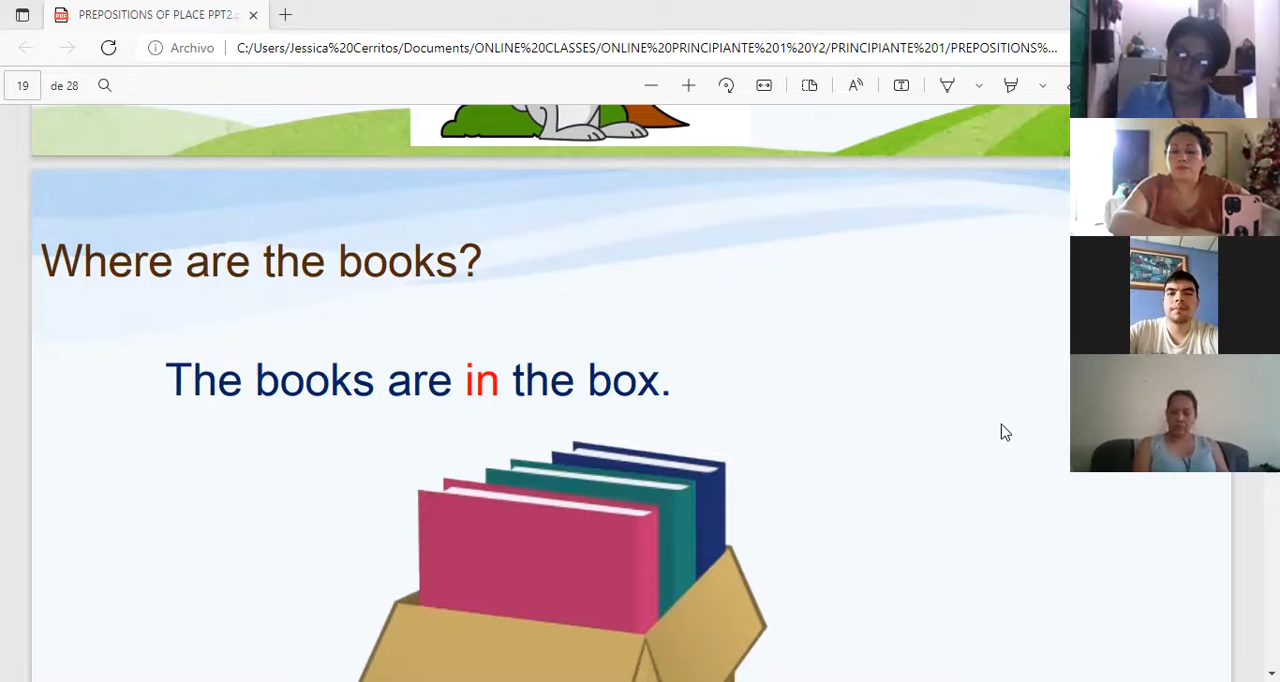 PREPOSITIONS OF PLACE PPT2.
Archivo
C:/Users/Jessica%20Cerritos/Documents/ONLINE%20CLASSES/ONLINE%20PRINCIPIANTE%201%20Y2/PRINCIPIANTE%201/PREPOSITIONS%...
19 de 28
Where are the books?
The books are in the box.